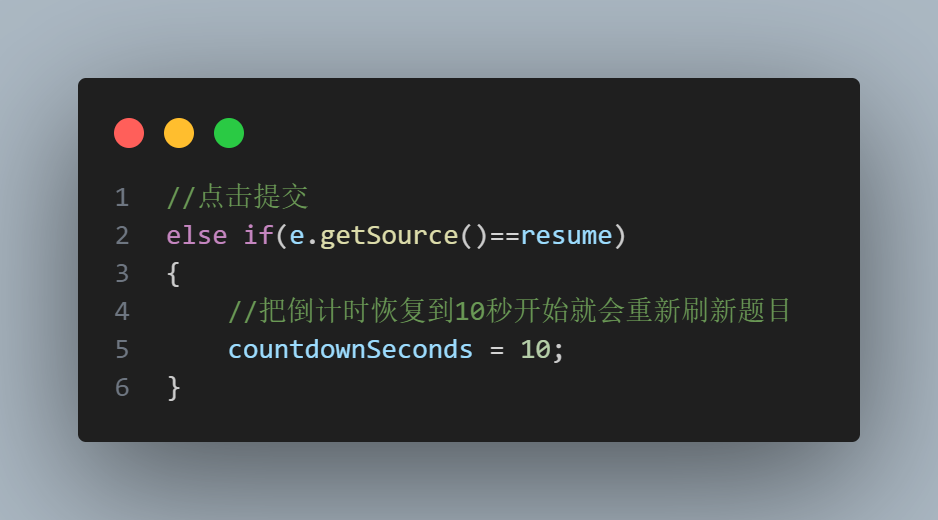 1 //点击提交
2 else if(e.getSource()==resume)
3 {
4     //把倒计时恢复到10秒开始就会重新刷新题目
5     countdownSeconds = 10;
6 }